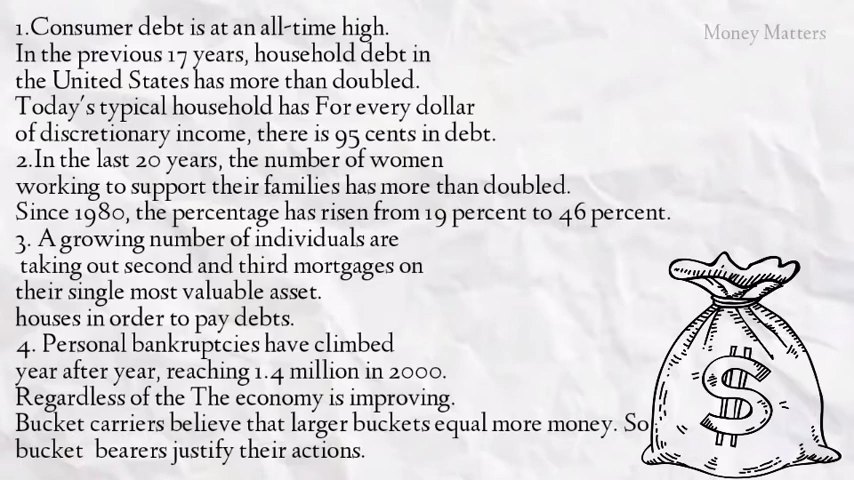 1.Consumer debt is at an all-time high.
In the previous 17 years, household debt in
the United States has more than doubled.
Today's typical household has For every dollar
of discretionary income, there is 95 cents in debt.
2.In the last 20 years, the number of women
working to support their families has more than doubled.
Since 1980, the percentage has risen from 19 percent to 46 percent.
3. A growing number of individuals are
taking out second and third mortgages on
their single most valuable asset.
houses in order to pay debts.
4. Personal bankruptcies have climbed
year after year, reaching 1.4 million in 2000.
Regardless of the The economy is improving.
Bucket carriers believe that larger buckets equal more money. So
bucket  bearers justify their actions.
Money Matters
$